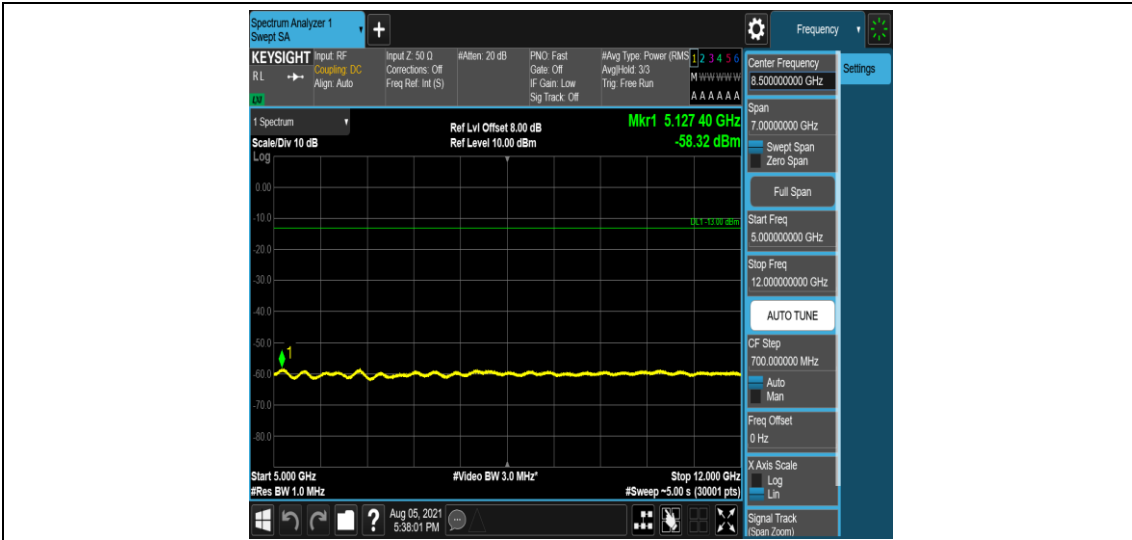 Spectrum Analyzer 1
Swept SA
+
Frequency
KEYSIGHT
RL
LXI
Input: RF
Coupling: DC
Align: Auto
Input Z: 50 Ω
Corrections: Off
Freq Ref: Int (S)
#Atten: 20 dB
PNO: Fast
Gate: Off
IF Gain: Low
Sig Track: Off
#Avg Type: Power (RMS
Avg|Hold: 3/3
Trig: Free Run
1 2 3 4 5 6
M W W W W W
A A A A A A
1 Spectrum
Scale/Div 10 dB
Log
Ref Lvl Offset 8.00 dB
Ref Level 10.00 dBm
Mkr1 5.127 40 GHz
-58.32 dBm
0.00
-10.0
DL1 -13.00 dBm
-20.0
-30.0
-40.0
-50.0
1
-60.0
-70.0
-80.0
Start 5.000 GHz
#Res BW 1.0 MHz
#Video BW 3.0 MHz*
Stop 12.000 GHz
#Sweep ~5.00 s (30001 pts)
?
Aug 05, 2021
5:38:01 PM
Center Frequency
8.500000000 GHz
Settings
Span
7.00000000 GHz
Swept Span
Zero Span
Full Span
Start Freq
5.000000000 GHz
Stop Freq
12.000000000 GHz
AUTO TUNE
CF Step
700.000000 MHz
Auto
Man
Freq Offset
0 Hz
X Axis Scale
Log
Lin
Signal Track
(Span Zoom)